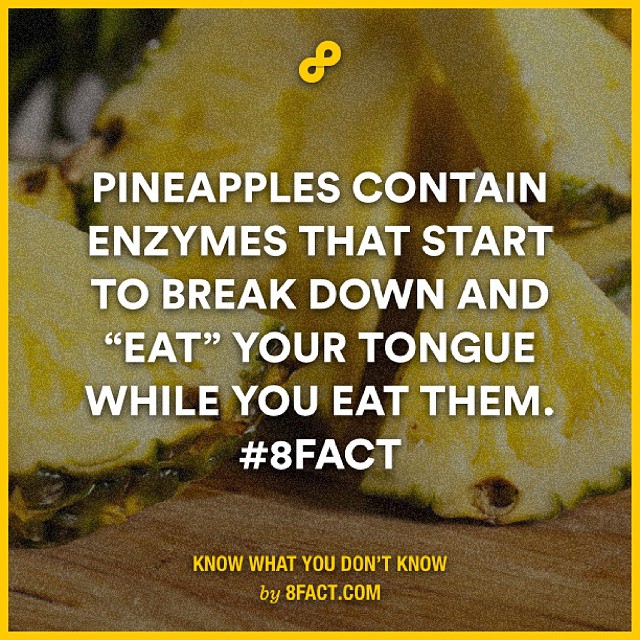 PINEAPPLES CONTAIN
ENZYMES THAT START
TO BREAK DOWN AND
“EAT” YOUR TONGUE
WHILE YOU EAT THEM.
#8FACT
KNOW WHAT YOU DON’T KNOW
by 8FACT.COM